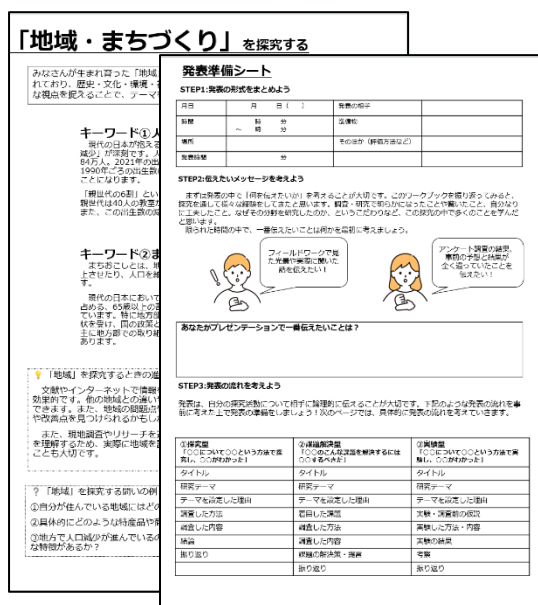 「地域・まちづくり」を探究する
みなさんが生まれ育った「地域
れており、歴史・文化・環境・
な視点を捉えることで、テーマ
キーワード①人
現代の日本が抱える
減少」が深刻です。人
84万人。2021年の出
1990年ごろの出生数
ことになります。
「親世代の6割」とい
親世代は40人の教室が
また、この出生数の減
キーワード②ま
まちおこしとは、地
上させたり、人口を維
す。
現代の日本において
占める、65歳以上の高
ています。特に地方部
状を受け、国の政策と
主に地方部での取り組
あります。
「地域」を探究するときの進
文献やインターネットで情報
効果的です。他の地域との違い
できます。また、地域の問題点
や改善点を見つけられるかもし
また、現地調査やリサーチを
を理解するため、実際に地域を
ことも大切です。
? 「地域」を探究する問いの例
①自分が住んでいる地域にはど
②具体的にどのような特産品や
③地方で人口減少が進んでいる
な特徴があるか？
発表準備シート
STEP1:発表の形式をまとめよう
月日 月 日（ ） 発表の相手
時間 時 分 準備物
～ 時 分
場所 そのほか（評価方法など）
発表時間 分
STEP2:伝えたいメッセージを考えよう
まずは発表の中で「何を伝えたいか」を考えることが大切です。このワークブックを振り返ってみると、
探究を通して様々な経験をしてきたと思います。調査・研究で明らかになったことや驚いたこと、自分なり
に工夫したこと。なぜその分野を研究したのか、というこだわりなど、この探究の中で多くのことを学んだ
と思います。
限られた時間の中で、一番伝えたいことは何かを最初に考えましょう。
フィールドワークで見
た光景や実際に聞いた
話を伝えたい！
アンケート調査の結果、
事前の予想と結果が
全く違っていたことを
伝えたい！
あなたがプレゼンテーションで一番伝えたいことは？
STEP3:発表の流れを考えよう
発表は、自分の探究活動について相手に論理的に伝えることが大切です。下記のような発表の流れを事
前に考えた上で発表の準備をしましょう！次のページでは、具体的に発表の流れを考えていきます。
①探究型
「○○について○○という方法で探
究し、○○がわかった」
②課題解決型
「○○のこんな課題を解決するには
○○するべきだ」
③実験型
「○○について○○という方法で実
験し、○○がわかった」
タイトル タイトル タイトル
研究テーマ 研究テーマ 研究テーマ
テーマを設定した理由 テーマを設定した理由 テーマを設定した理由
調査した方法 着目した課題 実験・調査前の仮説
調査した内容 調査した方法 実験した方法・内容
結論 調査した内容 実験の結果
振り返り 課題の解決策・提言 考察
振り返り 振り返り